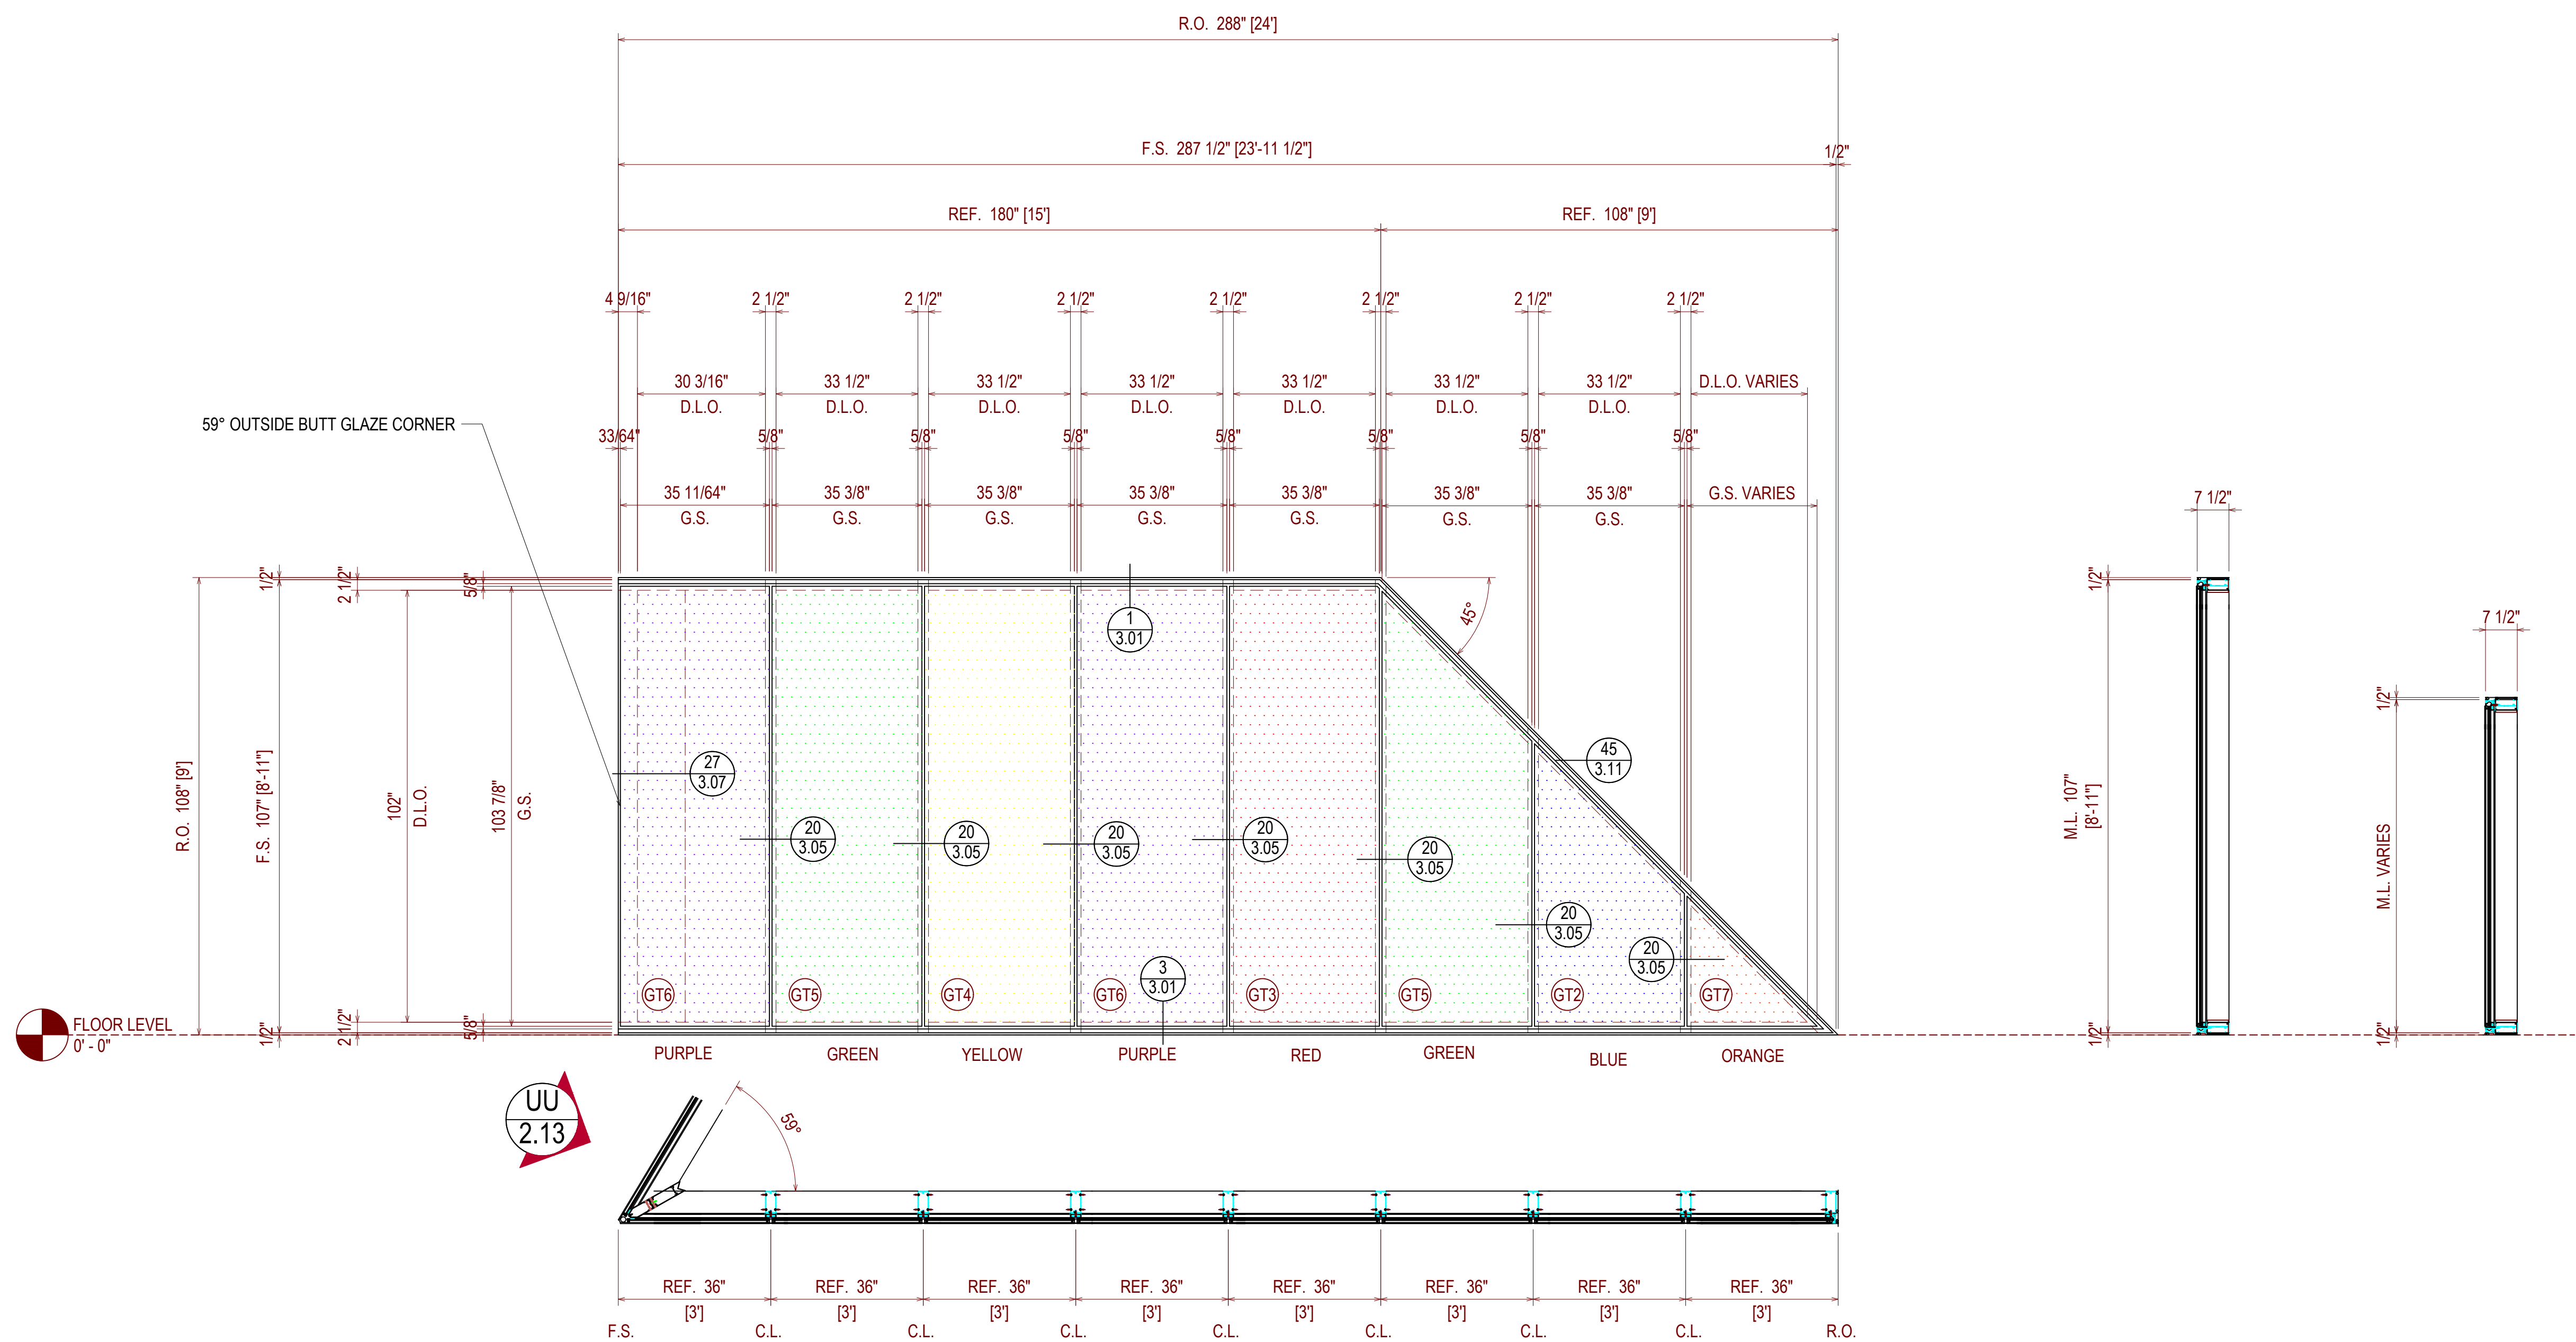 R.O. 288" [24']
F.S. 287 1/2" [23'-11 1/2"]
1/2"
REF. 180" [15']
REF. 108" [9']
4 9/16"
2 1/2"
2 1/2"
2 1/2"
2 1/2"
2 1/2"
2 1/2"
2 1/2"
30 3/16"
33 1/2"
33 1/2"
33 1/2"
33 1/2"
33 1/2"
33 1/2"
D.L.O. VARIES
D.L.O.
D.L.O.
D.L.O.
D.L.O.
D.L.O.
D.L.O.
D.L.O.
59° OUTSIDE BUTT GLAZE CORNER
33/64"
5/8"
5/8"
5/8"
5/8"
5/8"
5/8"
5/8"
35 11/64"
35 3/8"
35 3/8"
35 3/8"
35 3/8"
35 3/8"
35 3/8"
G.S. VARIES
G.S.
G.S.
G.S.
G.S.
G.S.
G.S.
G.S.
7 1/2"
7 1/2"
1/2"
2 1/2"
5/8"
1/2"
1/2"
45°
1
3.01
R.O. 108" [9']
F.S. 107" [8'-11"]
102"
D.L.O.
103 7/8"
G.S.
27
3.07
45
3.11
20
3.05
20
3.05
20
3.05
20
3.05
20
3.05
20
3.05
20
3.05
3
3.01
M.L. 107"
[8'-11"]
M.L. VARIES
GT6
GT5
GT4
GT6
GT3
GT5
GT2
GT7
FLOOR LEVEL
0' - 0"
1/2"
2 1/2"
5/8"
1/2"
1/2"
PURPLE
GREEN
YELLOW
PURPLE
RED
GREEN
BLUE
ORANGE
UU
2.13
59°
REF. 36"
REF. 36"
REF. 36"
REF. 36"
REF. 36"
REF. 36"
REF. 36"
REF. 36"
[3']
[3']
[3']
[3']
[3']
[3']
[3']
[3']
F.S.
C.L.
C.L.
C.L.
C.L.
C.L.
C.L.
C.L.
R.O.